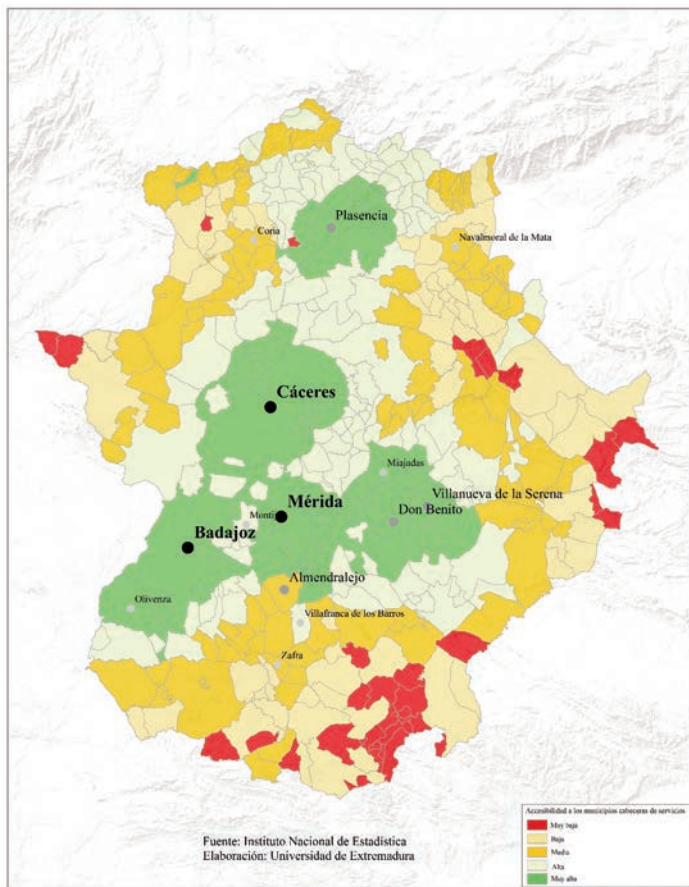 Plasencia
Coria
Navalmoral de la Mata
Cáceres
Miajadas
Villanueva de la Serena
Mérida
Montijo
Don Benito
Badajoz
Almendralejo
Olivenza
Villafranca de los Barros
Zafra
Accesibilidad a los municipios cabeceras de servicios
Muy baja
Baja
Media
Alta
Muy alta
Fuente: Instituto Nacional de Estadística
Elaboración: Universidad de Extremadura